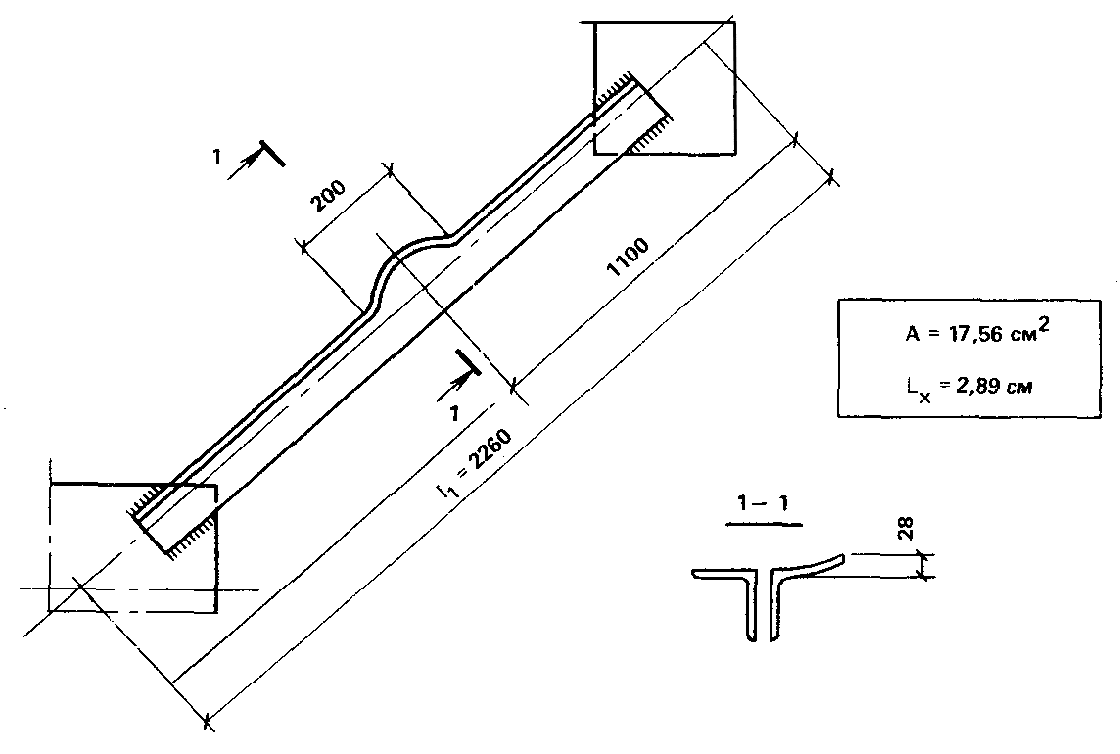 1
200
1100
1
l₁ = 2260
A = 17,56 см²
Lₓ = 2,89 см
1 – 1
28